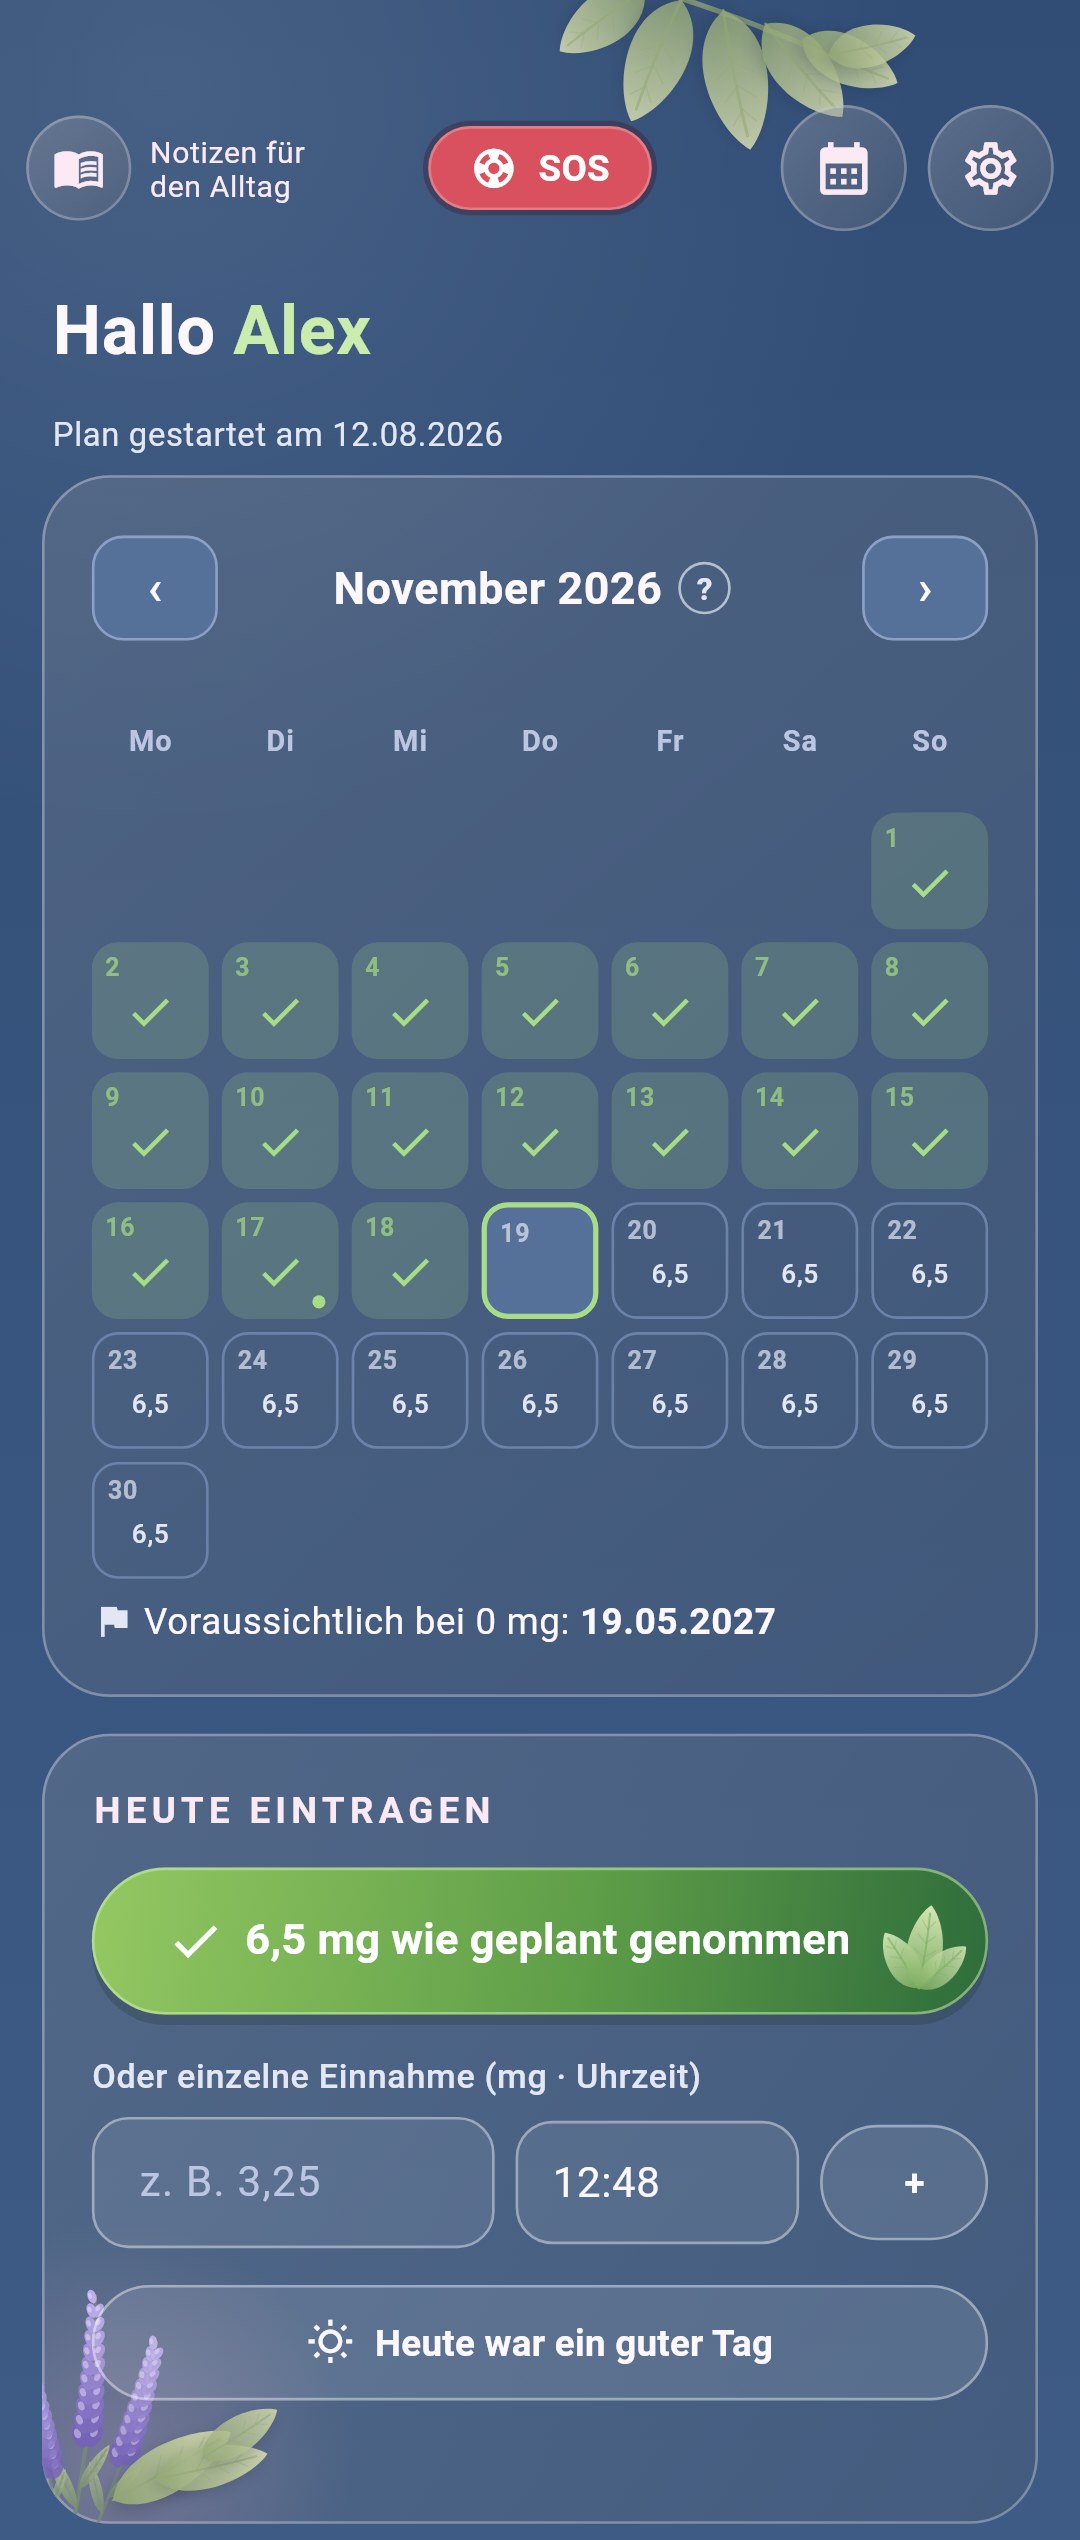 Notizen für
den Alltag
SOS
Hallo Alex
Plan gestartet am 12.08.2026
‹ November 2026 ? ›
Mo Di Mi Do Fr Sa So
1
2 3 4 5 6 7 8
9 10 11 12 13 14 15
16 17 18 19 20 21 22
6,5 6,5 6,5
23 24 25 26 27 28 29
6,5 6,5 6,5 6,5 6,5 6,5 6,5
30
6,5
Voraussichtlich bei 0 mg: 19.05.2027
HEUTE EINTRAGEN
6,5 mg wie geplant genommen
Oder einzelne Einnahme (mg · Uhrzeit)
z. B. 3,25 12:48 +
Heute war ein guter Tag